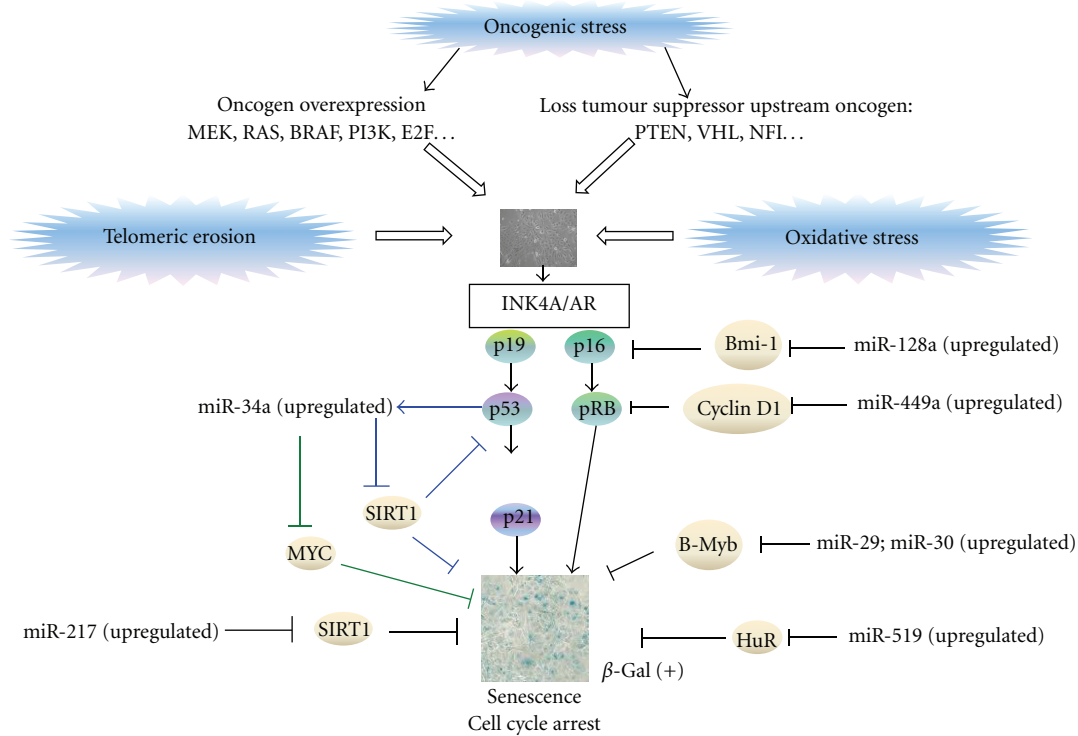 Oncogenic stress
Oncogen overexpression
MEK, RAS, BRAF, PI3K, E2F...
Loss tumour suppressor upstream oncogen:
PTEN, VHL, NFI...
Telomeric erosion
Oxidative stress
INK4A/AR
p19
p16
Bmi-1
miR-128a (upregulated)
miR-34a (upregulated)
p53
pRB
Cyclin D1
miR-449a (upregulated)
SIRT1
p21
MYC
B-Myb
miR-29; miR-30 (upregulated)
miR-217 (upregulated)
SIRT1
HuR
miR-519 (upregulated)
β-Gal (+)
Senescence
Cell cycle arrest